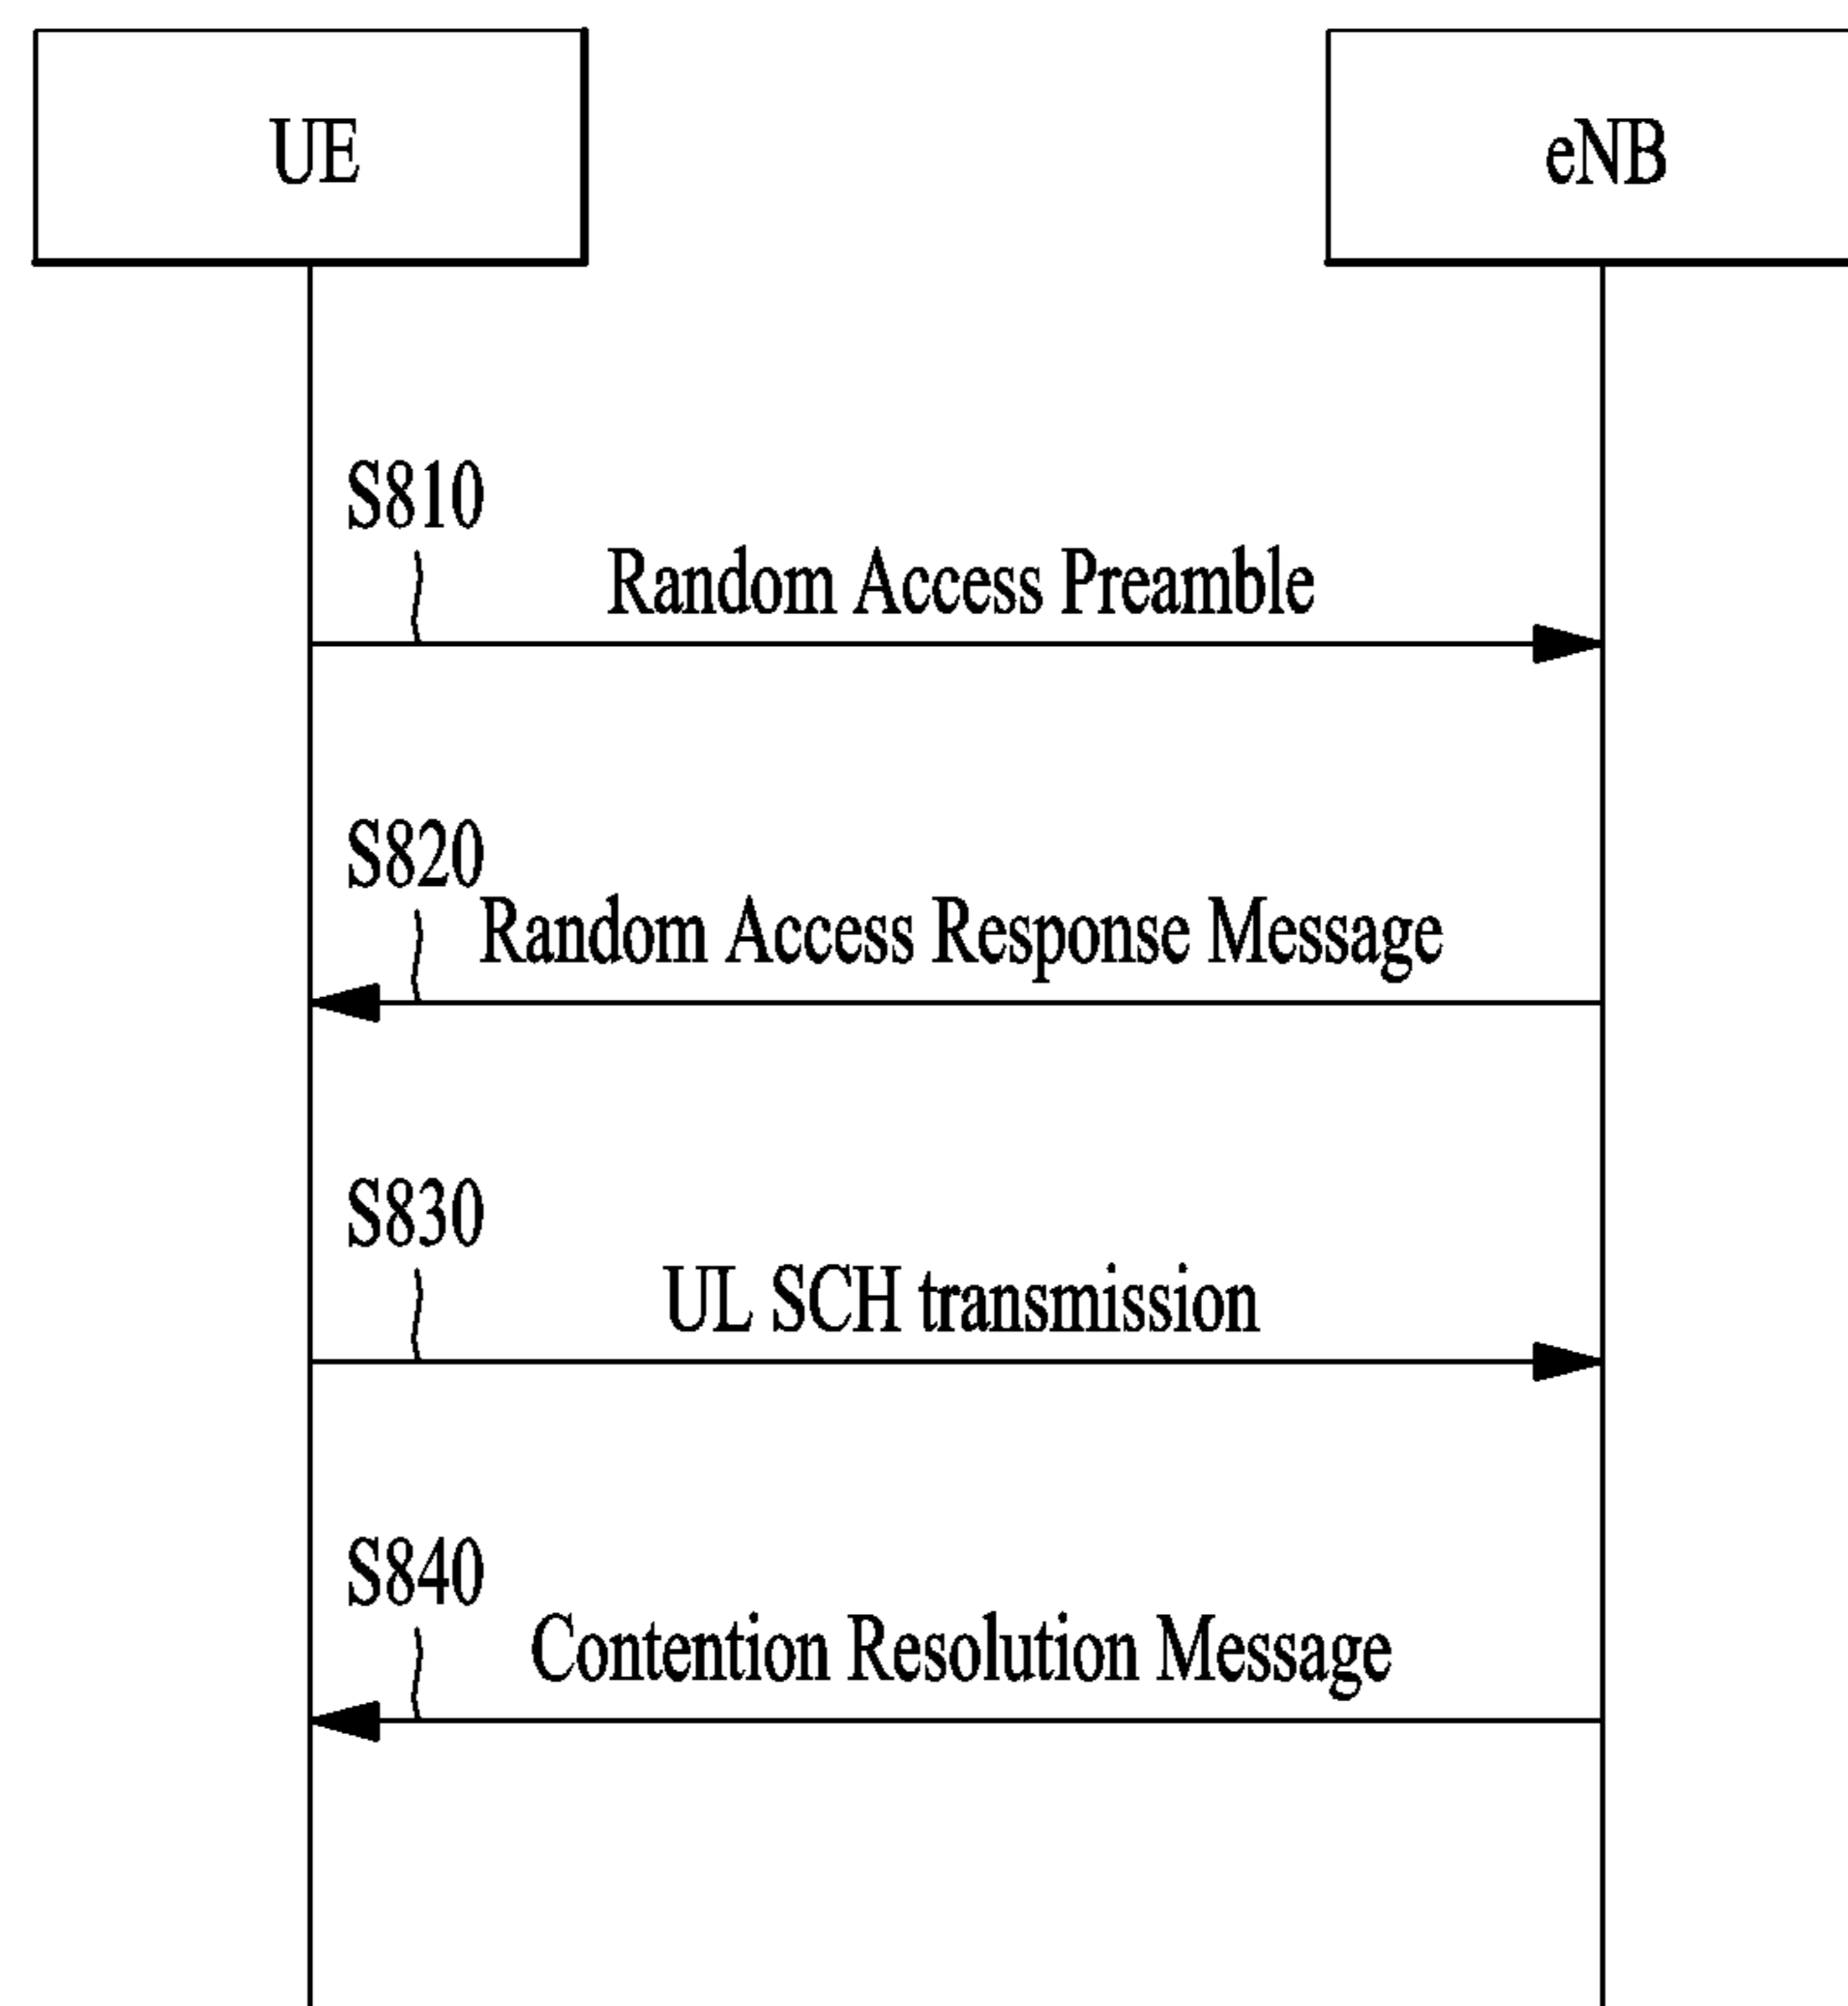 UE
eNB
S810
Random Access Preamble
S820
Random Access Response Message
S830
UL SCH transmission
S840
Contention Resolution Message